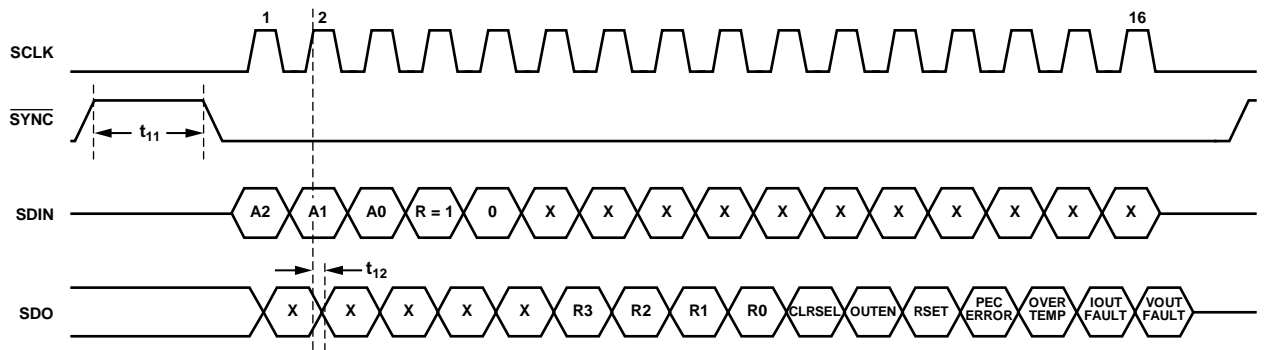 1 2 16
SCLK
SYNC
t11
SDIN A2 A1 A0 R = 1 0 X X X X X X X X X X X
t12
SDO X X X X X R3 R2 R1 R0 CLRSEL OUTEN RSET PEC ERROR OVER TEMP IOUT FAULT VOUT FAULT